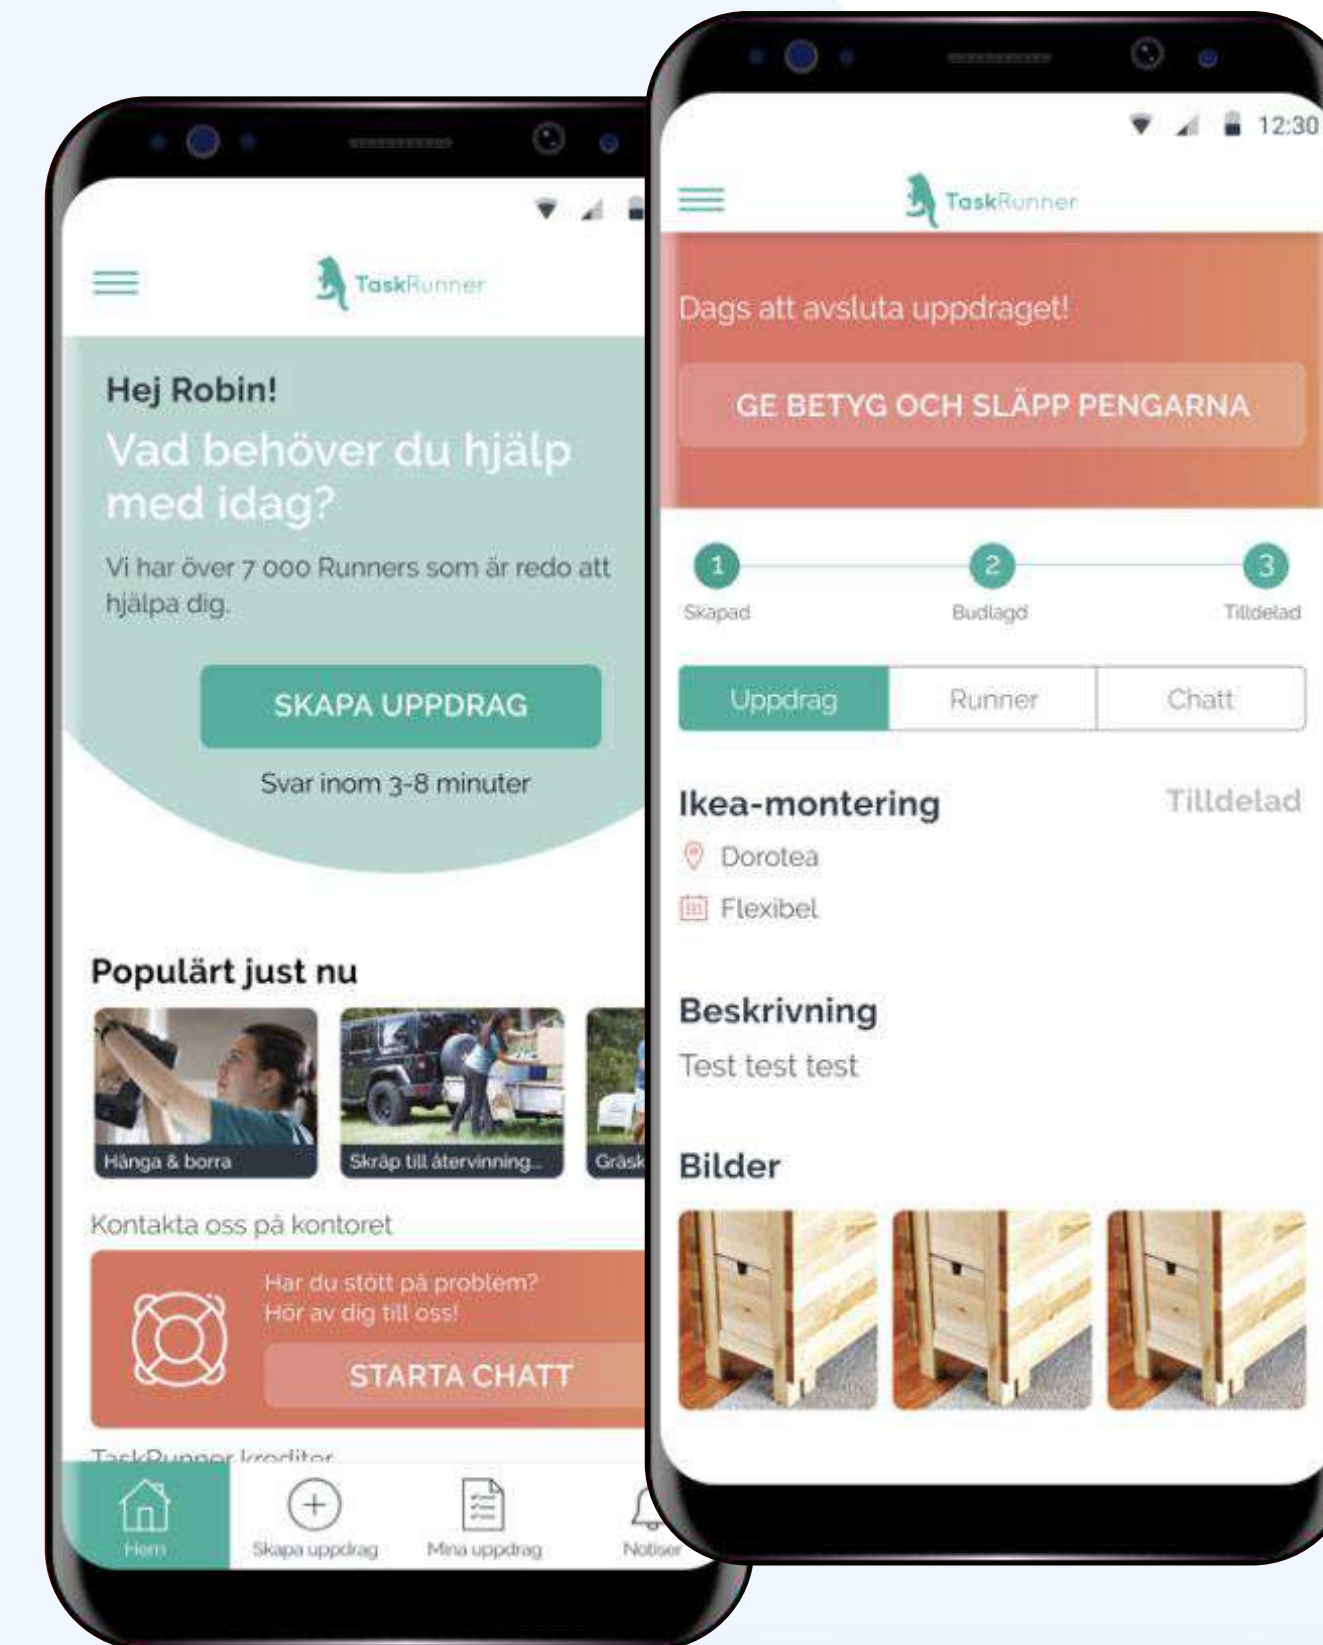 TaskRunner
Hej Robin!
Vad behöver du hjälp
med idag?
Vi har över 7 000 Runners som är redo att
hjälpa dig.
SKAPA UPPDRAG
Svar inom 3-8 minuter
Populärt just nu
Hänga & borra
Skräp till återvinning...
Kontakta oss på kontoret
Har du stött på problem?
Hör av dig till oss!
STARTA CHATT
TaskRunner krediter
Hem
Skapa uppdrag
Mina uppdrag
Notiser
12:30
TaskRunner
Dags att avsluta uppdraget!
GE BETYG OCH SLÄPP PENGARNA
1
2
3
Skapad
Budlagd
Tilldelad
Uppdrag
Runner
Chatt
Ikea-montering
Tilldelad
Dorotea
Flexibel
Beskrivning
Test test test
Bilder